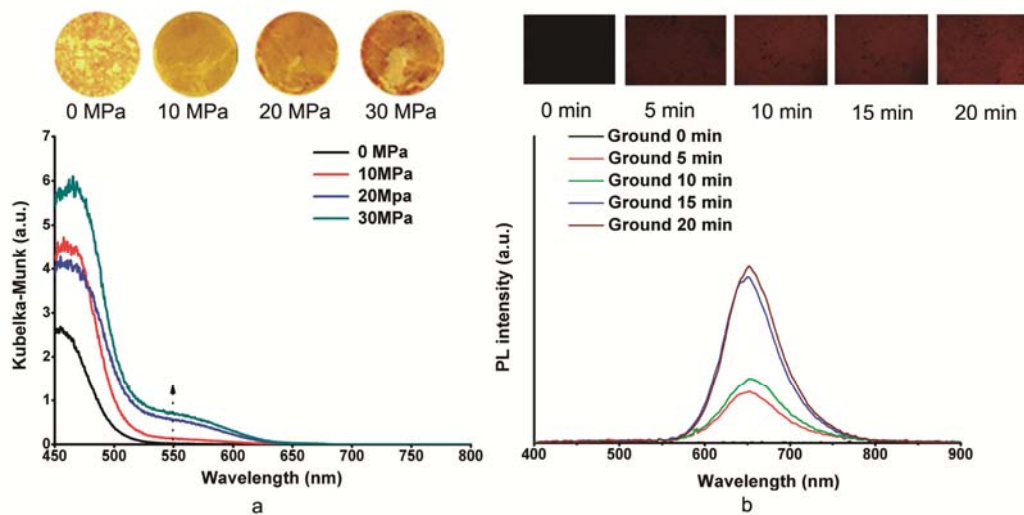 0 MPa 10 MPa 20 MPa 30 MPa
7
6
5
4
3
2
1
0
Kubelka-Munk (a.u.)
0 MPa
10MPa
20Mpa
30MPa
450 500 550 600 650 700 750 800
Wavelength (nm)
a
0 min 5 min 10 min 15 min 20 min
Ground 0 min
Ground 5 min
Ground 10 min
Ground 15 min
Ground 20 min
PL intensity (a.u.)
400 500 600 700 800 900
Wavelength (nm)
b